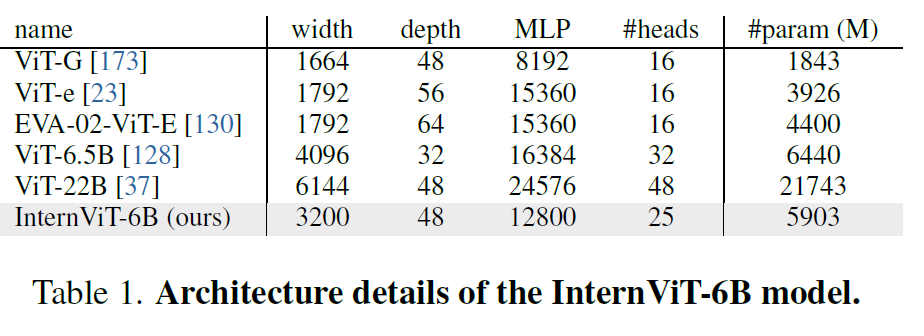 name width depth MLP #heads #param (M)
ViT-G [173] 1664 48 8192 16 1843
ViT-e [23] 1792 56 15360 16 3926
EVA-02-ViT-E [130] 1792 64 15360 16 4400
ViT-6.5B [128] 4096 32 16384 32 6440
ViT-22B [37] 6144 48 24576 48 21743
InternViT-6B (ours) 3200 48 12800 25 5903
Table 1. Architecture details of the InternViT-6B model.